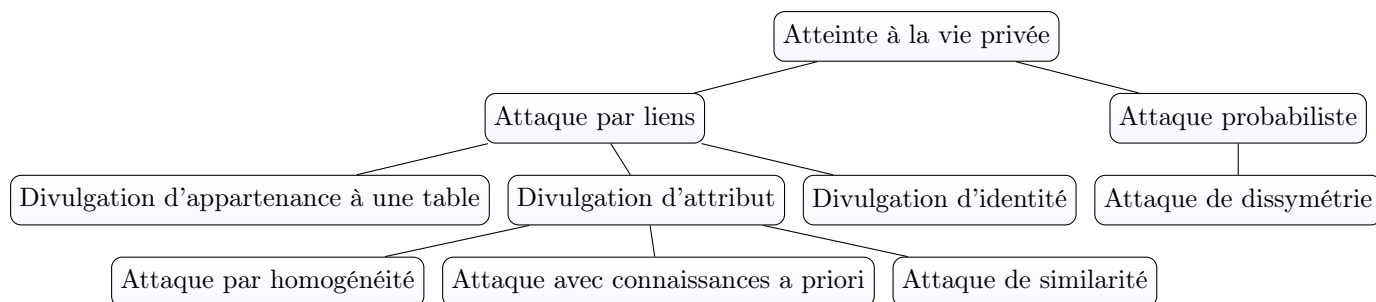 Atteinte à la vie privée
Attaque par liens
Attaque probabiliste
Divulgation d'appartenance à une table
Divulgation d'attribut
Divulgation d'identité
Attaque de dissymétrie
Attaque par homogénéité
Attaque avec connaissances a priori
Attaque de similarité